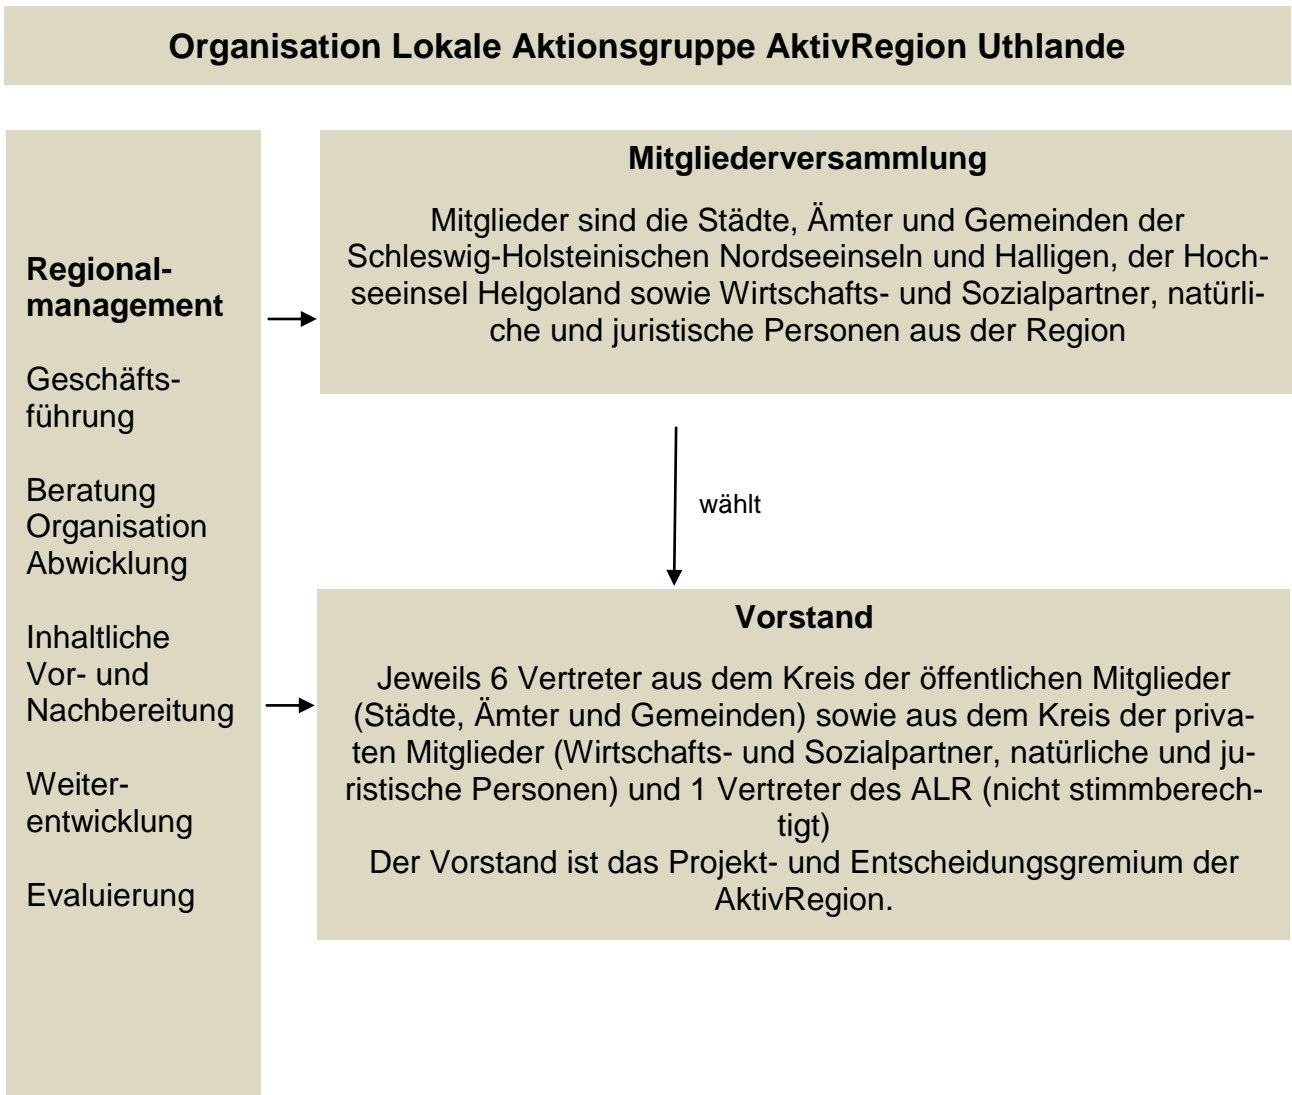 Organisation Lokale Aktionsgruppe AktivRegion Uthlande
Regional-
management
Geschäfts-
führung
Beratung
Organisation
Abwicklung
Inhaltliche
Vor- und
Nachbereitung
Weiter-
entwicklung
Evaluierung
Mitgliederversammlung
Mitglieder sind die Städte, Ämter und Gemeinden der
Schleswig-Holsteinischen Nordseeinseln und Halligen, der Hoch-
seeinsel Helgoland sowie Wirtschafts- und Sozialpartner, natürli-
che und juristische Personen aus der Region
wählt
Vorstand
Jeweils 6 Vertreter aus dem Kreis der öffentlichen Mitglieder
(Städte, Ämter und Gemeinden) sowie aus dem Kreis der priva-
ten Mitglieder (Wirtschafts- und Sozialpartner, natürliche und ju-
ristische Personen) und 1 Vertreter des ALR (nicht stimmberech-
tigt)
Der Vorstand ist das Projekt- und Entscheidungsgremium der
AktivRegion.